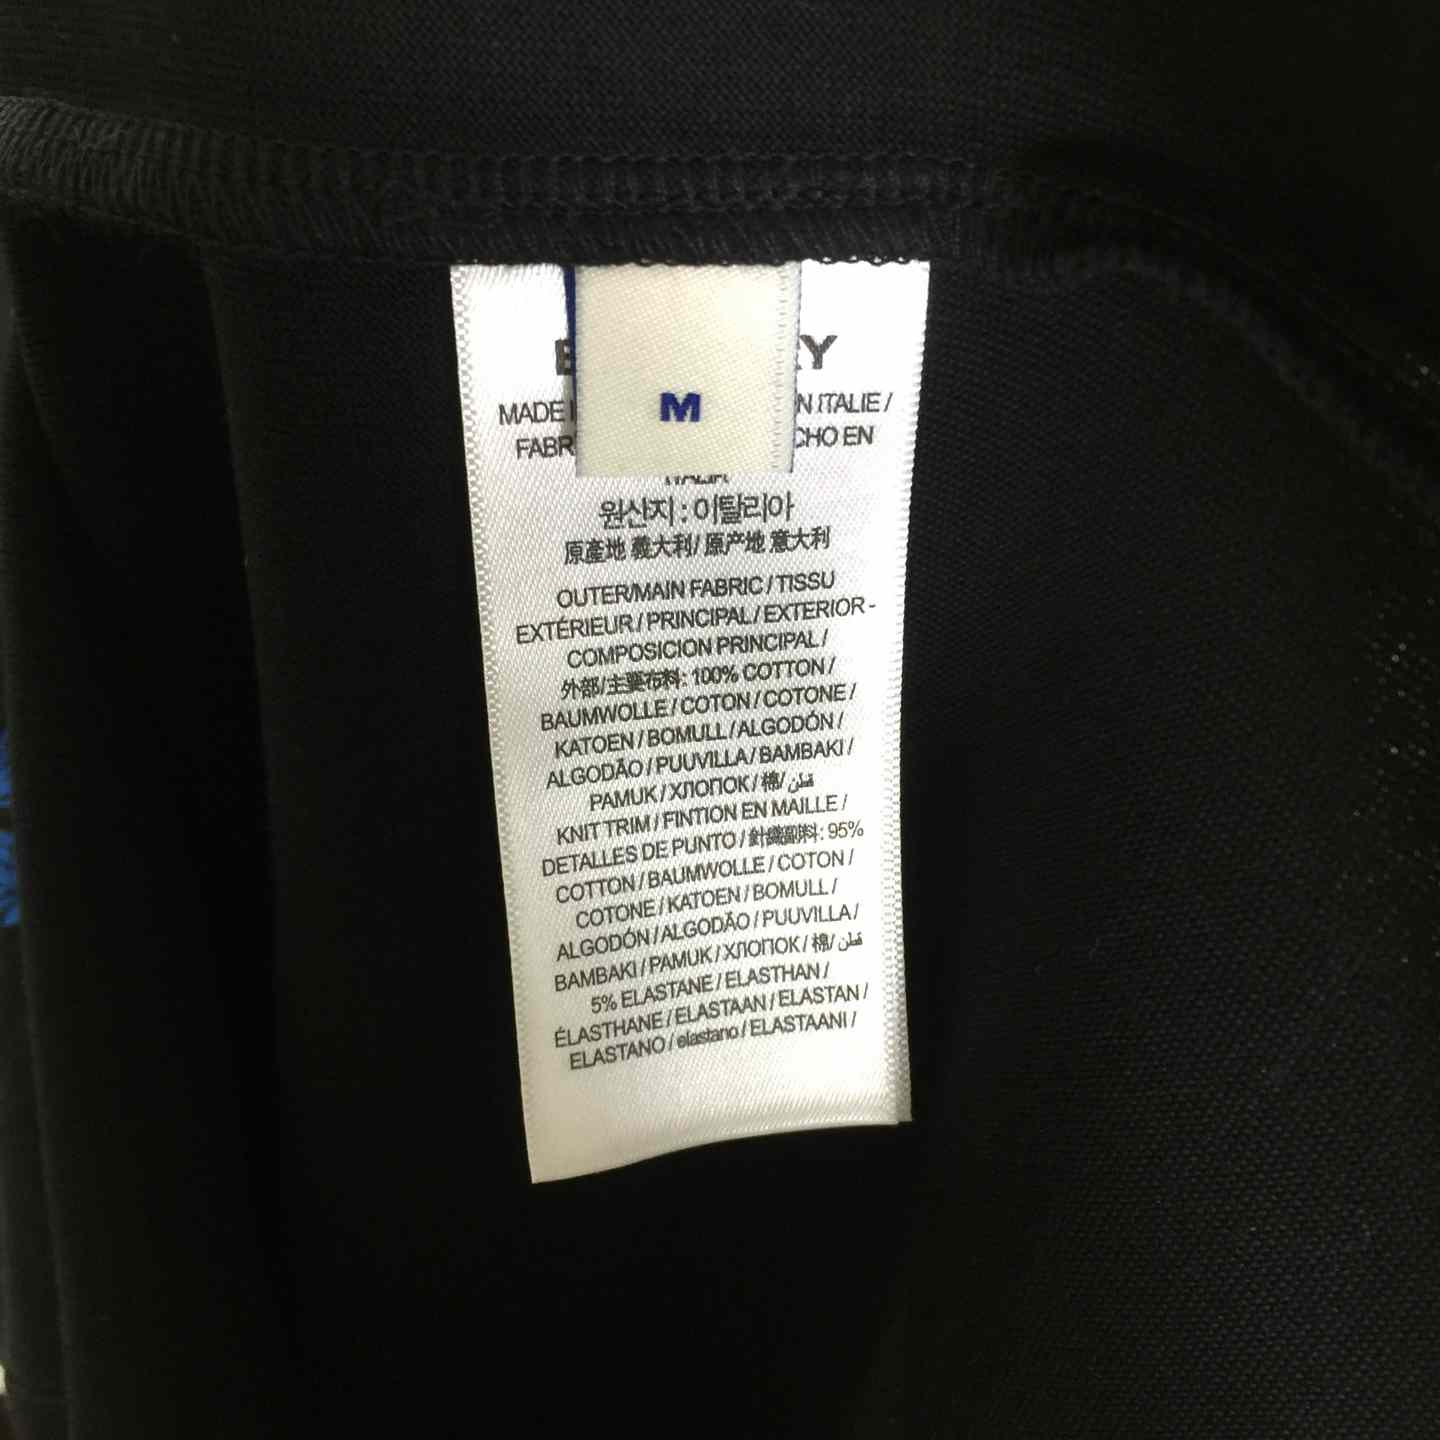 M
MADE
N ITALIE /
CHO EN
ITALIA
원산지 : 이탈리아
原產地 義大利/ 原产地 意大利
OUTER/MAIN FABRIC / TISSU
EXTÉRIEUR / PRINCIPAL / EXTERIOR -
COMPOSICION PRINCIPAL /
外部/主要布料: 100% COTTON /
BAUMWOLLE / COTON / COTONE /
KATOEN / BOMULL / ALGODÓN /
ALGODÃO / PUUVILLA / BAMBAKI /
PAMUK / ХЛОПОК / 棉/ قطن
KNIT TRIM / FINTION EN MAILLE /
DETALLES DE PUNTO / 針織副料: 95%
COTTON / BAUMWOLLE / COTON /
COTONE / KATOEN / BOMULL /
ALGODÓN / ALGODÃO / PUUVILLA /
BAMBAKI / PAMUK / ХЛОПОК / 棉/ قطن
5% ELASTANE / ELASTHAN /
ÉLASTHANE / ELASTAAN / ELASTAN /
ELASTANO / elastano / ELASTAANI /